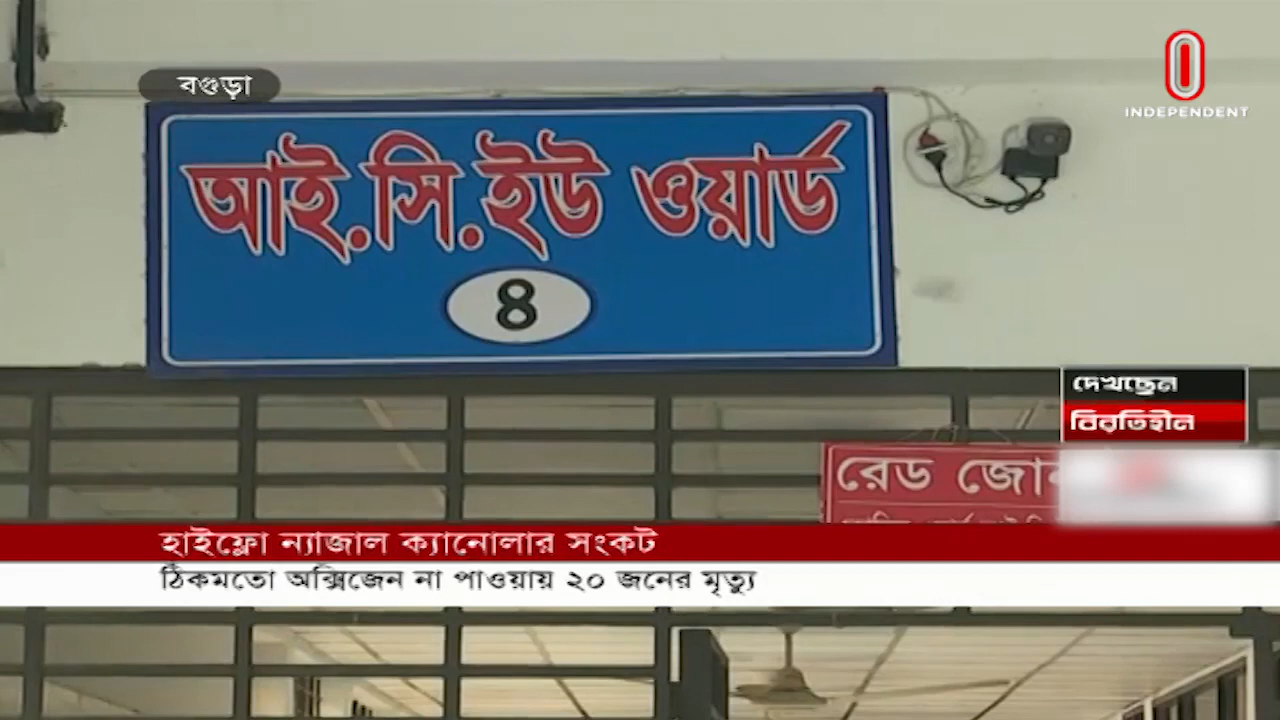 বগুড়া
INDEPENDENT
আই.সি.ইউ ওয়ার্ড
৪
দেখছেন
বিরতিহীন
রেড জোন
হাইফ্লো ন্যাজাল ক্যানোলার সংকট
ঠিকমতো অক্সিজেন না পাওয়ায় ২০ জনের মৃত্যু